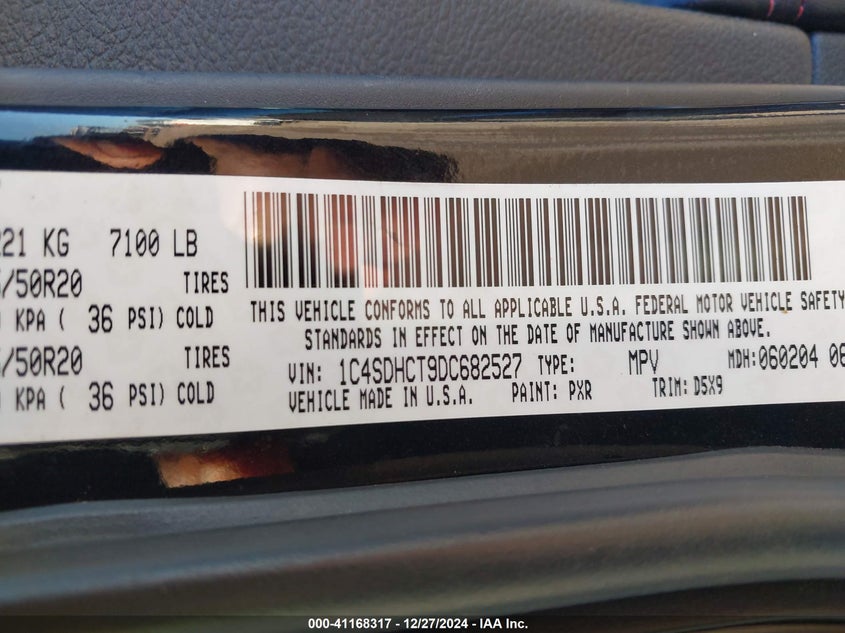 221 KG 7100 LB
/50R20 TIRES
KPA ( 36 PSI) COLD
/50R20 TIRES
KPA ( 36 PSI) COLD
THIS VEHICLE CONFORMS TO ALL APPLICABLE U.S.A. FEDERAL MOTOR VEHICLE SAFETY
STANDARDS IN EFFECT ON THE DATE OF MANUFACTURE SHOWN ABOVE.
VIN: 1C4SDHCT9DC682527 TYPE: MPV MDH:060204 06
VEHICLE MADE IN U.S.A. PAINT: PXR TRIM: D5X9
000-41168317 - 12/27/2024 - IAA Inc.